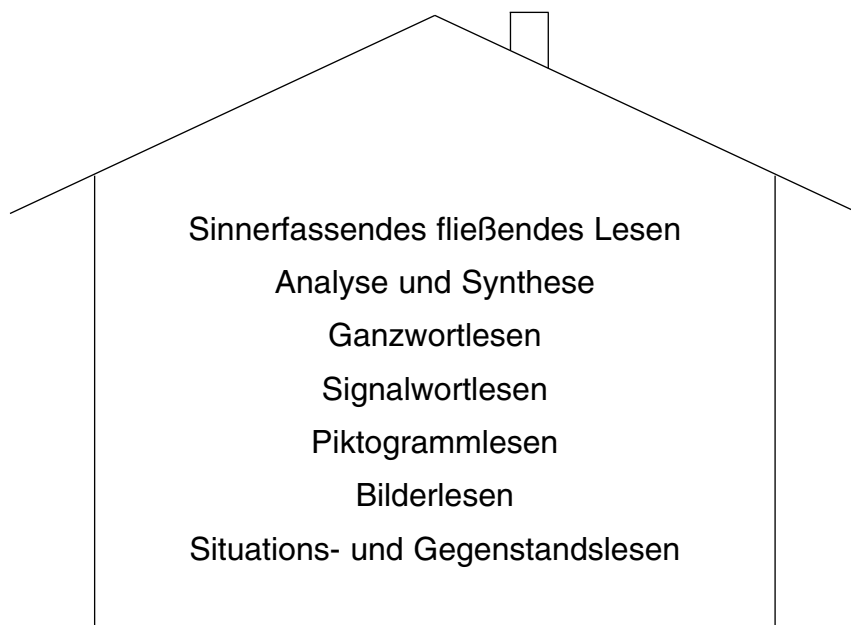 Sinnerfassendes fließendes Lesen
Analyse und Synthese
Ganzwortlesen
Signalwortlesen
Piktogrammlesen
Bilderlesen
Situations- und Gegenstandslesen